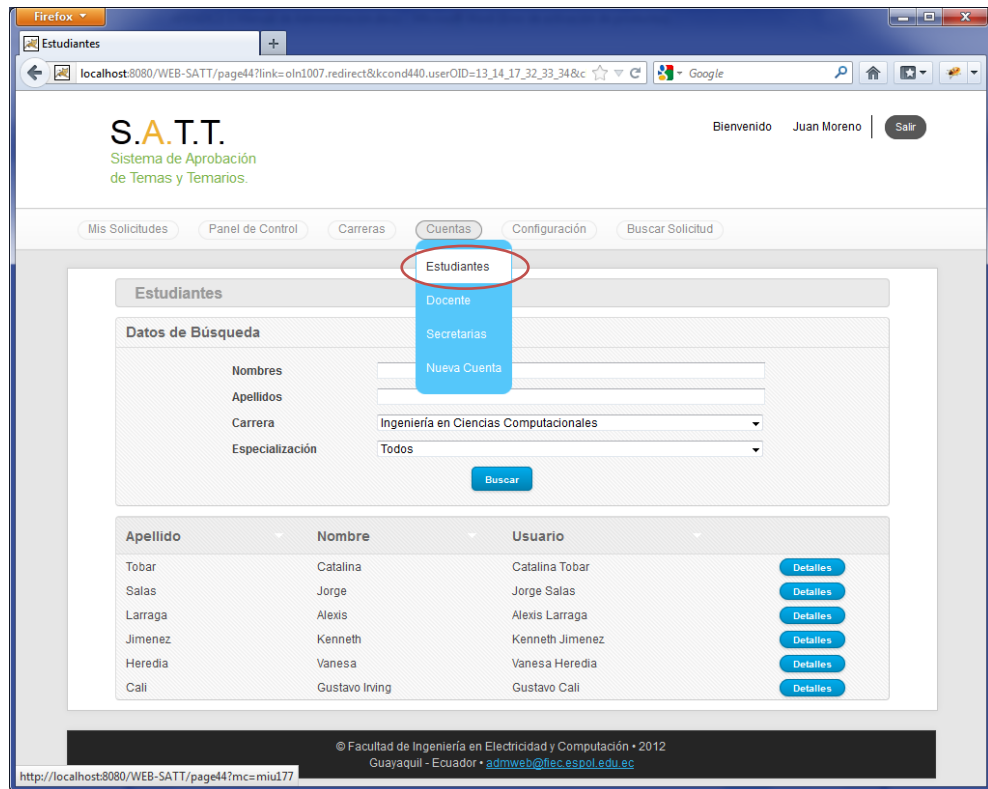 Firefox
Estudiantes
localhost:8080/WEB-SATT/page44?link=oln1007.redirect&kcond440.userOID=13_14_17_32_33_34&c Google
S.A.T.T.
Sistema de Aprobación
de Temas y Temarios.
Bienvenido Juan Moreno Salir
Mis Solicitudes Panel de Control Carreras Cuentas Configuración Buscar Solicitud
Estudiantes
Docente
Secretarias
Nueva Cuenta
Estudiantes
Datos de Búsqueda
Nombres
Apellidos
Carrera Ingeniería en Ciencias Computacionales
Especialización Todos
Buscar
Apellido Nombre Usuario
Tobar Catalina Catalina Tobar Detalles
Salas Jorge Jorge Salas Detalles
Larraga Alexis Alexis Larraga Detalles
Jimenez Kenneth Kenneth Jimenez Detalles
Heredia Vanesa Vanesa Heredia Detalles
Cali Gustavo Irving Gustavo Cali Detalles
© Facultad de Ingeniería en Electricidad y Computación • 2012
Guayaquil - Ecuador • admweb@fiec.espol.edu.ec
http://localhost:8080/WEB-SATT/page44?mc=miu177